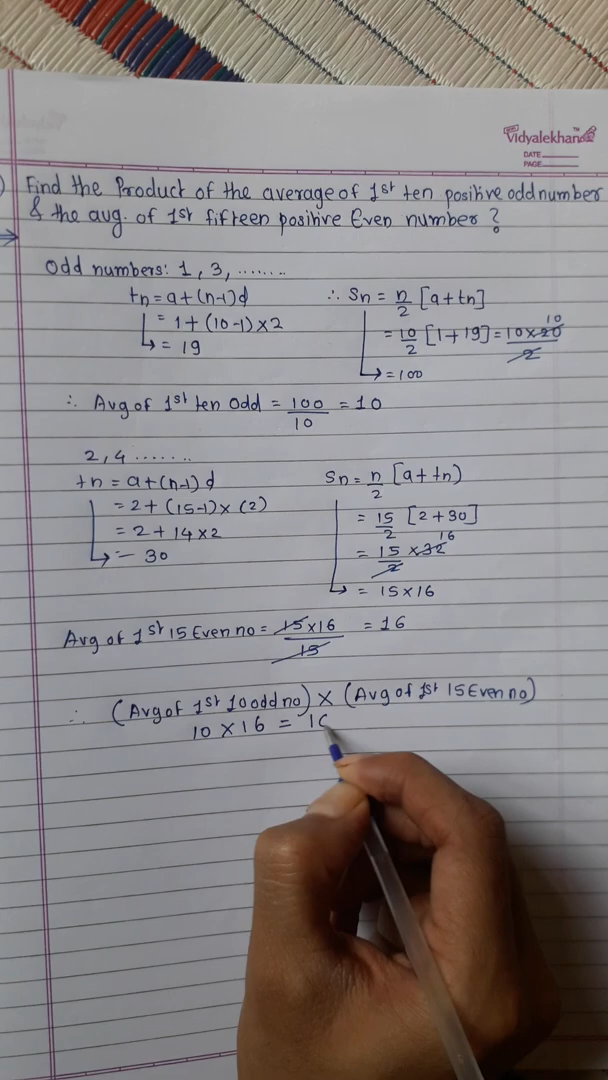 Vidyalekhan
DATE
PAGE
Find the Product of the average of 1st ten positive odd number
& the avg. of 1st fifteen positive Even number ?
Odd numbers: 1, 3, ........
tn = a+(n-1)d
= 1+(10-1)×2
= 19
∴ Sn = n/2 [a+tn]
= 10/2 [1+19] = 10×20/2 10
= 100
∴ Avg of 1st ten Odd = 100/10 = 10
2, 4 .......
tn = a+(n-1)d
= 2+(15-1)×(2)
= 2+14×2
= 30
Sn = n/2 [a+tn)
= 15/2 [2+30]
= 15/2 ×32 16
= 15×16
Avg of 1st 15 Even no = 15×16/15 = 16
∴ (Avg of 1st 10 odd no) × (Avg of 1st 15 Even no)
10 × 16 = 1